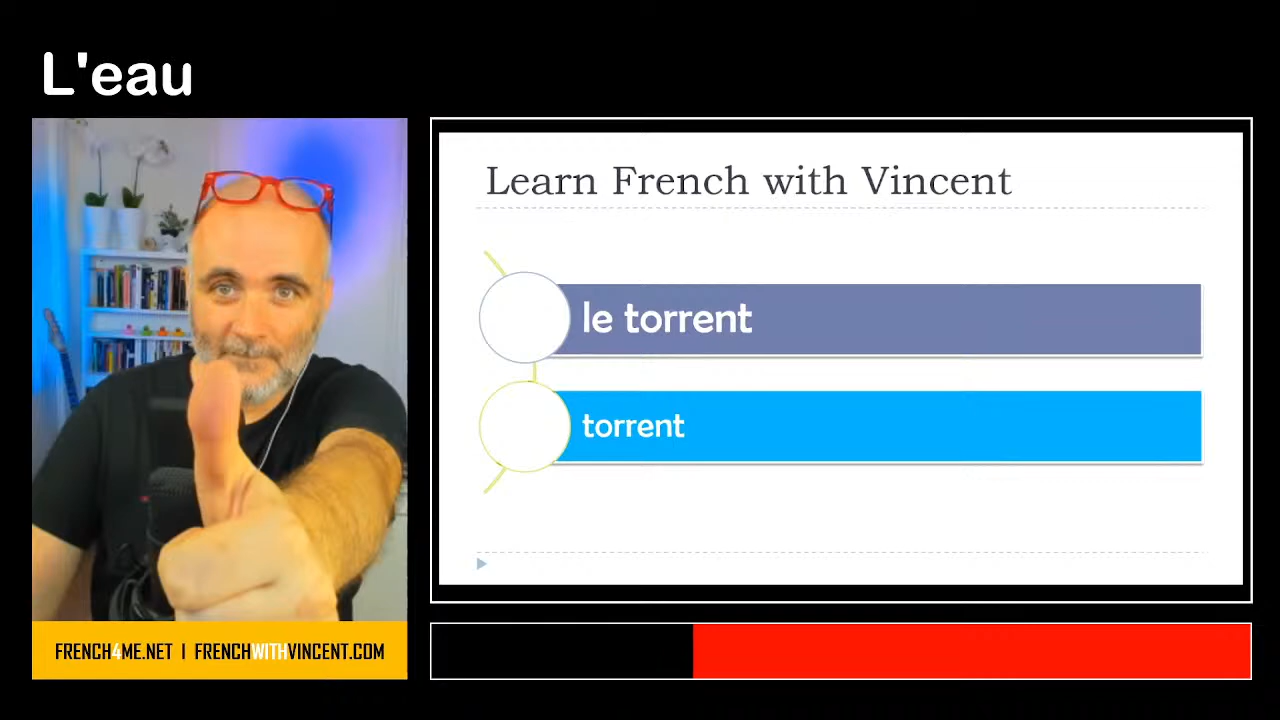 L'eau
Learn French with Vincent
le torrent
torrent
FRENCH4ME.NET | FRENCHWITHVINCENT.COM